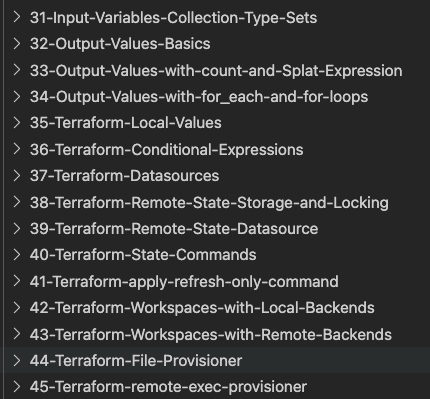 31-Input-Variables-Collection-Type-Sets
32-Output-Values-Basics
33-Output-Values-with-count-and-Splat-Expression
34-Output-Values-with-for_each-and-for-loops
35-Terraform-Local-Values
36-Terraform-Conditional-Expressions
37-Terraform-Datasources
38-Terraform-Remote-State-Storage-and-Locking
39-Terraform-Remote-State-Datasource
40-Terraform-State-Commands
41-Terraform-apply-refresh-only-command
42-Terraform-Workspaces-with-Local-Backends
43-Terraform-Workspaces-with-Remote-Backends
44-Terraform-File-Provisioner
45-Terraform-remote-exec-provisioner